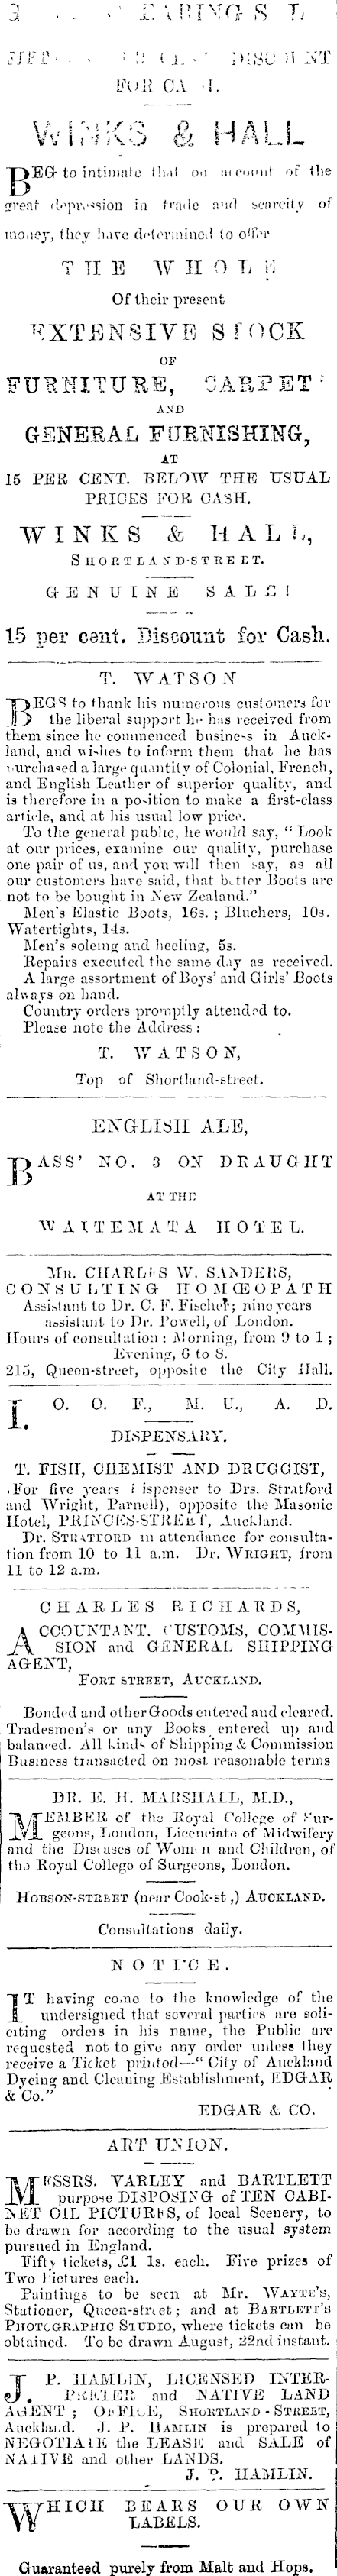 DISCOUNT
FOR CASH.
WINKS & HALL
BEG to intimate that on account of the
great depression in trade and scarcity of
money, they have determined to offer
THE WHOLE
Of their present
EXTENSIVE STOCK
OF
FURNITURE, CARPET
AND
GENERAL FURNISHING,
AT
15 PER CENT. BELOW THE USUAL
PRICES FOR CASH.
WINKS & HALL,
SHORTLAND-STREET.
GENUINE SALE!
15 per cent. Discount for Cash.
T. WATSON
BEGS to thank his numerous customers for
the liberal support he has received from
them since he commenced business in Auck-
land, and wishes to inform them that he has
purchased a large quantity of Colonial, French,
and English Leather of superior quality, and
is therefore in a position to make a first-class
article, and at his usual low price.
To the general public, he would say, "Look
at our prices, examine our quality, purchase
one pair of us, and you will then say, as all
our customers have said, that better Boots are
not to be bought in New Zealand."
Men's Elastic Boots, 16s.; Bluchers, 10s.
Watertights, 14s.
Men's soleing and heeling, 5s.
Repairs executed the same day as received.
A large assortment of Boys' and Girls' Boots
always on hand.
Country orders promptly attended to.
Please note the Address:
T. WATSON,
Top of Shortland-street.
ENGLISH ALE,
BASS' NO. 3 ON DRAUGHT
AT THE
WAITEMATA HOTEL.
MR. CHARLES W. SANDERS,
CONSULTING HOMŒOPATH
Assistant to Dr. C. F. Fischer; nine years
assistant to Dr. Powell, of London.
Hours of consultation: Morning, from 9 to 1;
Evening, 6 to 8.
215, Queen-street, opposite the City Hall.
I. O. O. F., M. U., A. D.
DISPENSARY.
T. FISH, CHEMIST AND DRUGGIST,
(For five years Dispenser to Drs. Stratford
and Wright, Parnell), opposite the Masonic
Hotel, PRINCES-STREET, Auckland.
Dr. STRATFORD in attendance for consulta-
tion from 10 to 11 a.m. Dr. WRIGHT, from
11 to 12 a.m.
CHARLES RICHARDS,
ACCOUNTANT. CUSTOMS, COMMIS-
SION and GENERAL SHIPPING
AGENT,
FORT STREET, AUCKLAND.
Bonded and other Goods entered and cleared.
Tradesmen's or any Books entered up and
balanced. All kinds of Shipping & Commission
Business transacted on most reasonable terms
DR. E. H. MARSHALL, M.D.,
MEMBER of the Royal College of Sur-
geons, London, Licenciate of Midwifery
and the Diseases of Women and Children, of
the Royal College of Surgeons, London.
HOBSON-STREET (near Cook-st,) AUCKLAND.
Consultations daily.
NOTICE.
IT having come to the knowledge of the
undersigned that several parties are soli-
citing orders in his name, the Public are
requested not to give any order unless they
receive a Ticket printed—"City of Auckland
Dyeing and Cleaning Establishment, EDGAR
& Co."
EDGAR & CO.
ART UNION.
MESSRS. VARLEY and BARTLETT
purpose DISPOSING of TEN CABI-
NET OIL PICTURES, of local Scenery, to
be drawn for according to the usual system
pursued in England.
Fifty tickets, £1 1s. each. Five prizes of
Two Pictures each.
Paintings to be seen at Mr. WAYTE'S,
Stationer, Queen-street; and at BARTLETT'S
PHOTOGRAPHIC STUDIO, where tickets can be
obtained. To be drawn August, 22nd instant.
J. P. HAMLIN, LICENSED INTER-
PRETER and NATIVE LAND
AGENT; OFFICE, SHORTLAND-STREET,
Auckland. J. P. HAMLIN is prepared to
NEGOTIATE the LEASE and SALE of
NATIVE and other LANDS.
J. P. HAMLIN.
WHICH BEARS OUR OWN
LABELS.
Guaranteed purely from Malt and Hops.